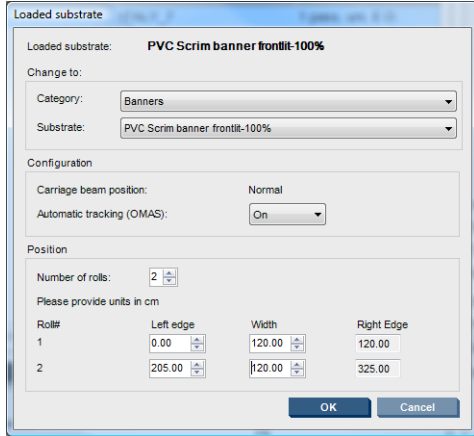 Loaded substrate
Loaded substrate: PVC Scrim banner frontlit-100%
Change to:
Category: Banners
Substrate: PVC Scrim banner frontlit-100%
Configuration
Carriage beam position: Normal
Automatic tracking (OMAS): On
Position
Number of rolls: 2
Please provide units in cm
Roll# Left edge Width Right Edge
1 0.00 120.00 120.00
2 205.00 120.00 325.00
OK Cancel